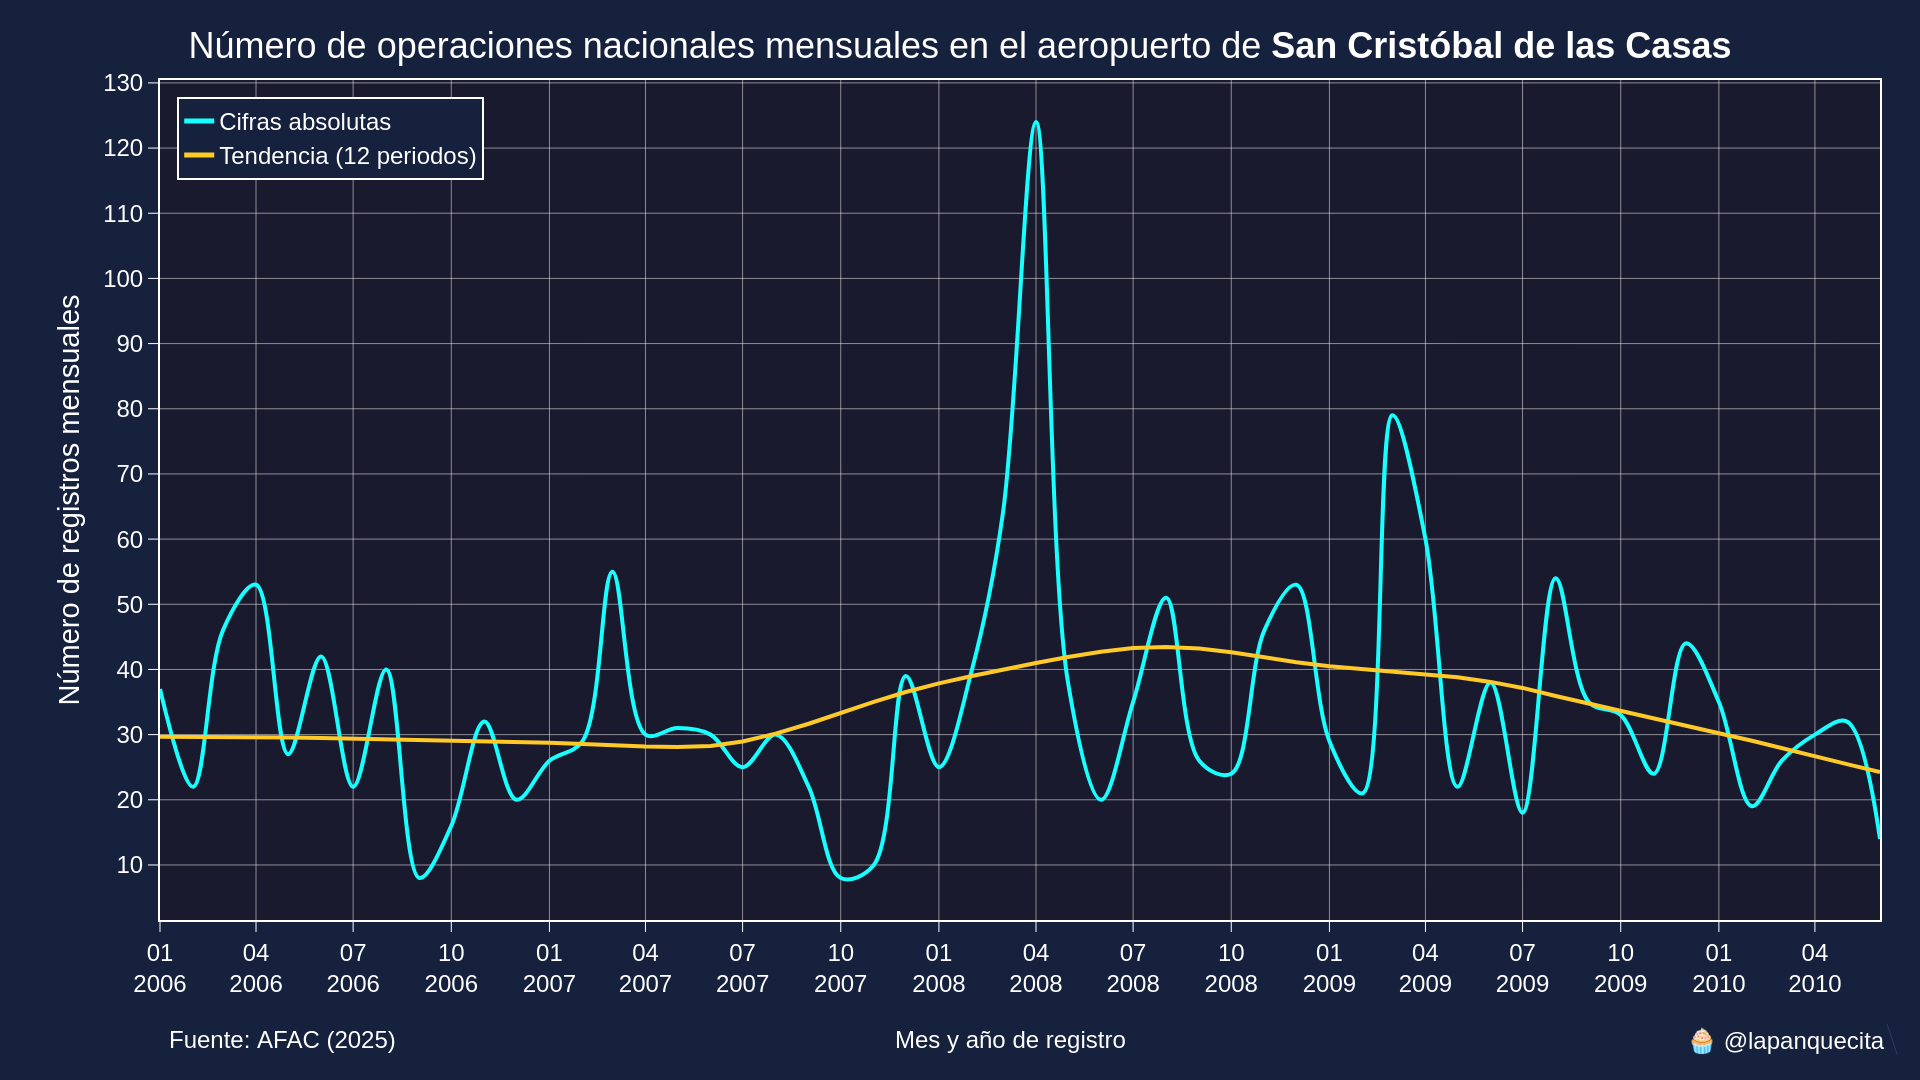 Número de operaciones nacionales mensuales en el aeropuerto de San Cristóbal de las Casas
Cifras absolutas
Tendencia (12 periodos)
Número de registros mensuales
130
120
110
100
90
80
70
60
50
40
30
20
10
01 04 07 10 01 04 07 10 01 04 07 10 01 04 07 10 01 04
2006 2006 2006 2006 2007 2007 2007 2007 2008 2008 2008 2008 2009 2009 2009 2009 2010 2010
Fuente: AFAC (2025) Mes y año de registro 🧁 @lapanquecita